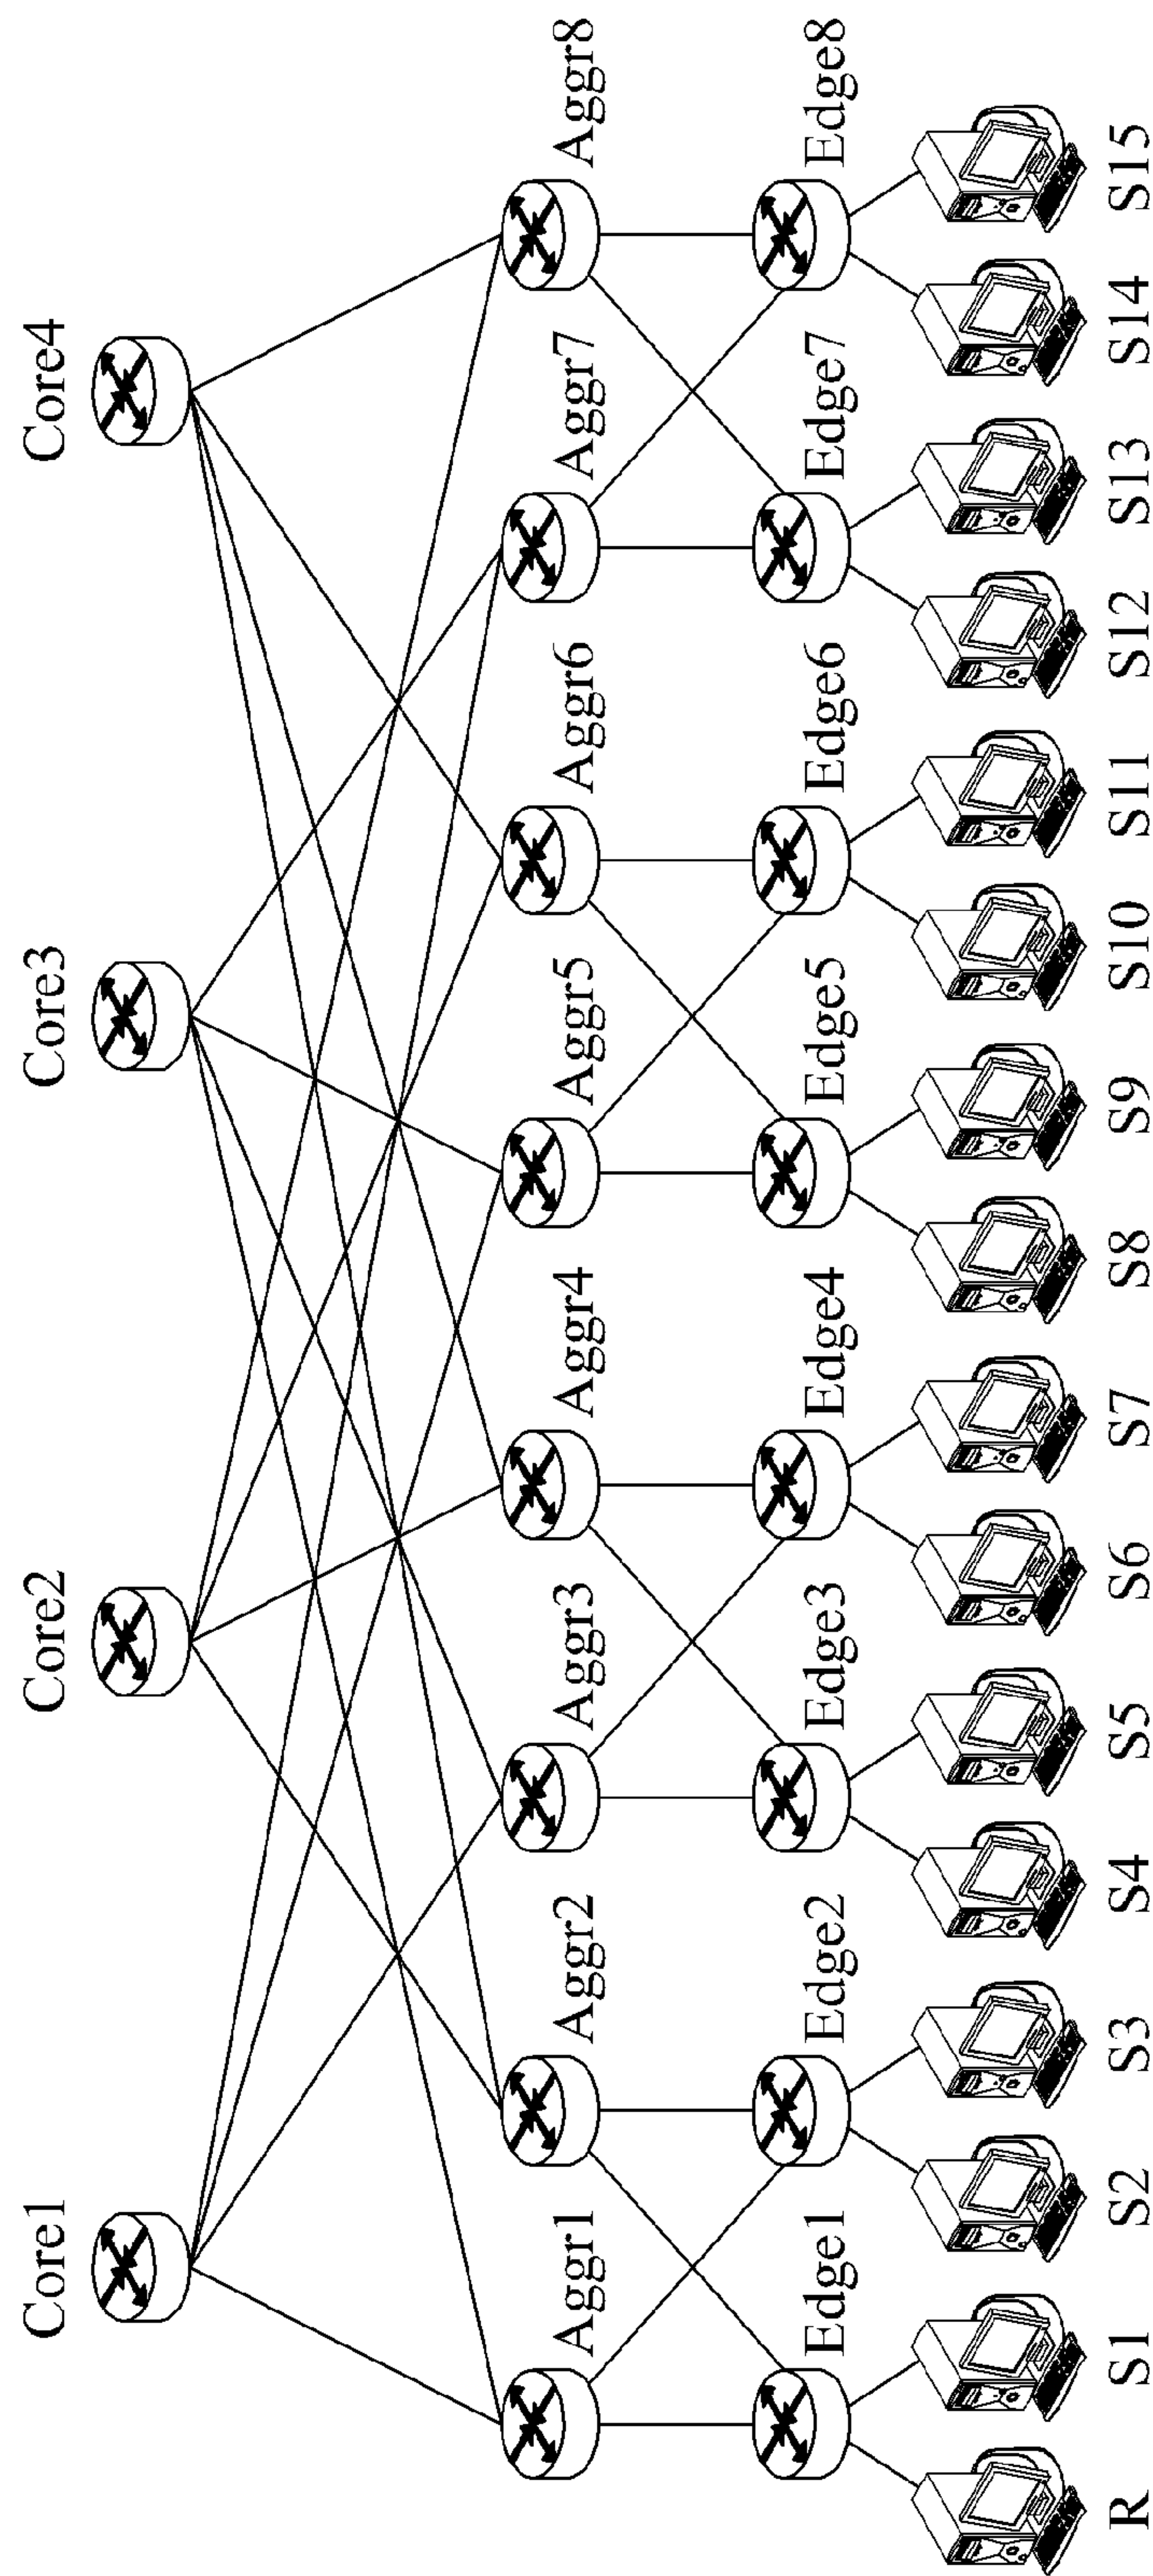 Core1
Core2
Core3
Core4
Aggr1
Aggr2
Aggr3
Aggr4
Aggr5
Aggr6
Aggr7
Aggr8
Edge1
Edge2
Edge3
Edge4
Edge5
Edge6
Edge7
Edge8
R
S1
S2
S3
S4
S5
S6
S7
S8
S9
S10
S11
S12
S13
S14
S15